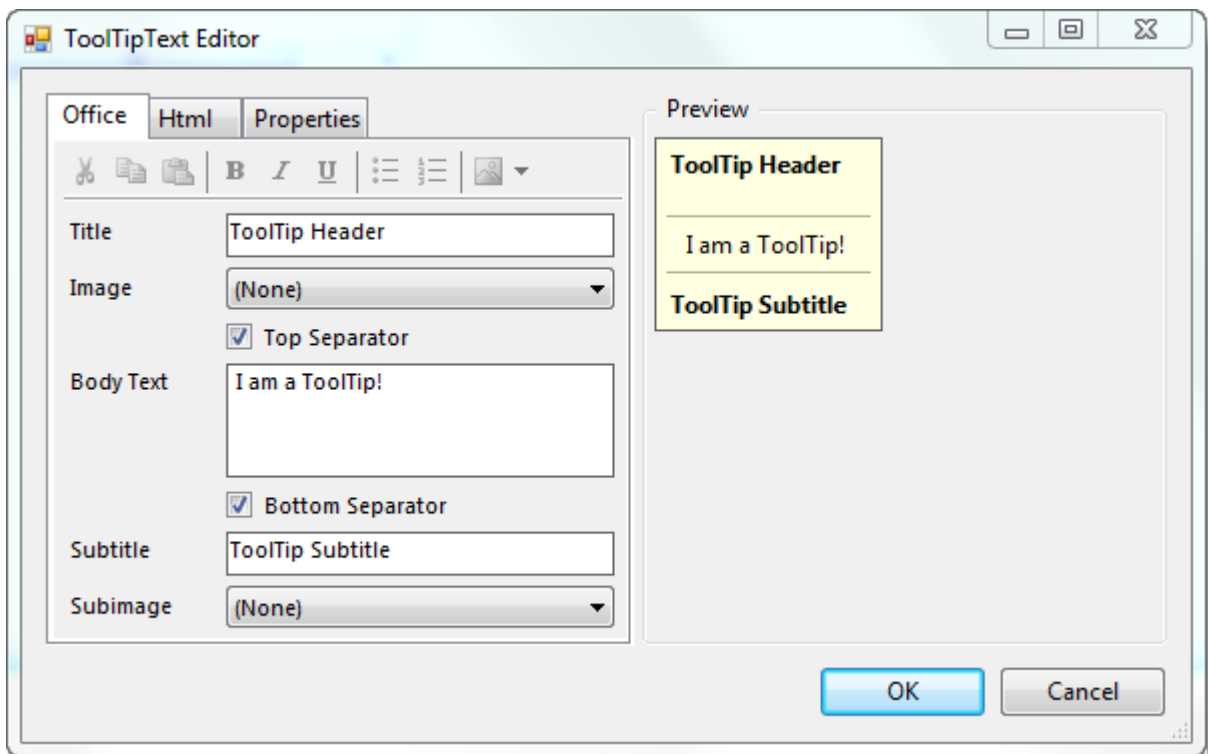 ToolTipText Editor
Office Html Properties
B I U
Title ToolTip Header
Image (None)
Top Separator
Body Text I am a ToolTip!
Bottom Separator
Subtitle ToolTip Subtitle
Subimage (None)
Preview
ToolTip Header
I am a ToolTip!
ToolTip Subtitle
OK Cancel